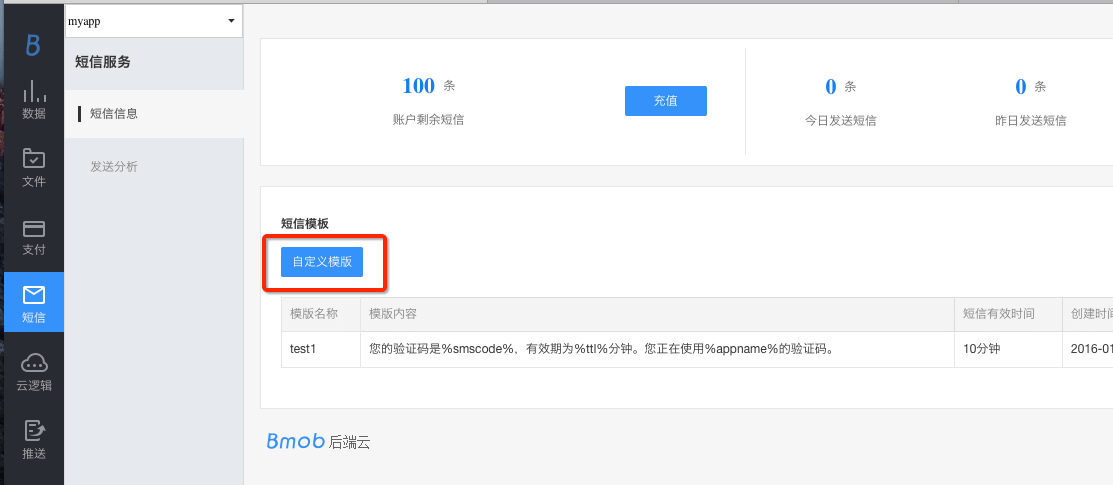 myapp
B
短信服务
数据
短信信息
文件
发送分析
支付
短信
云逻辑
推送
100 条
账户剩余短信
充值
0 条
今日发送短信
0 条
昨日发送短信
短信模板
自定义模版
模版名称 模版内容 短信有效时间 创建时间
test1 您的验证码是%smscode%，有效期为%ttl%分钟。您正在使用%appname%的验证码。 10分钟 2016-01
Bmob 后端云